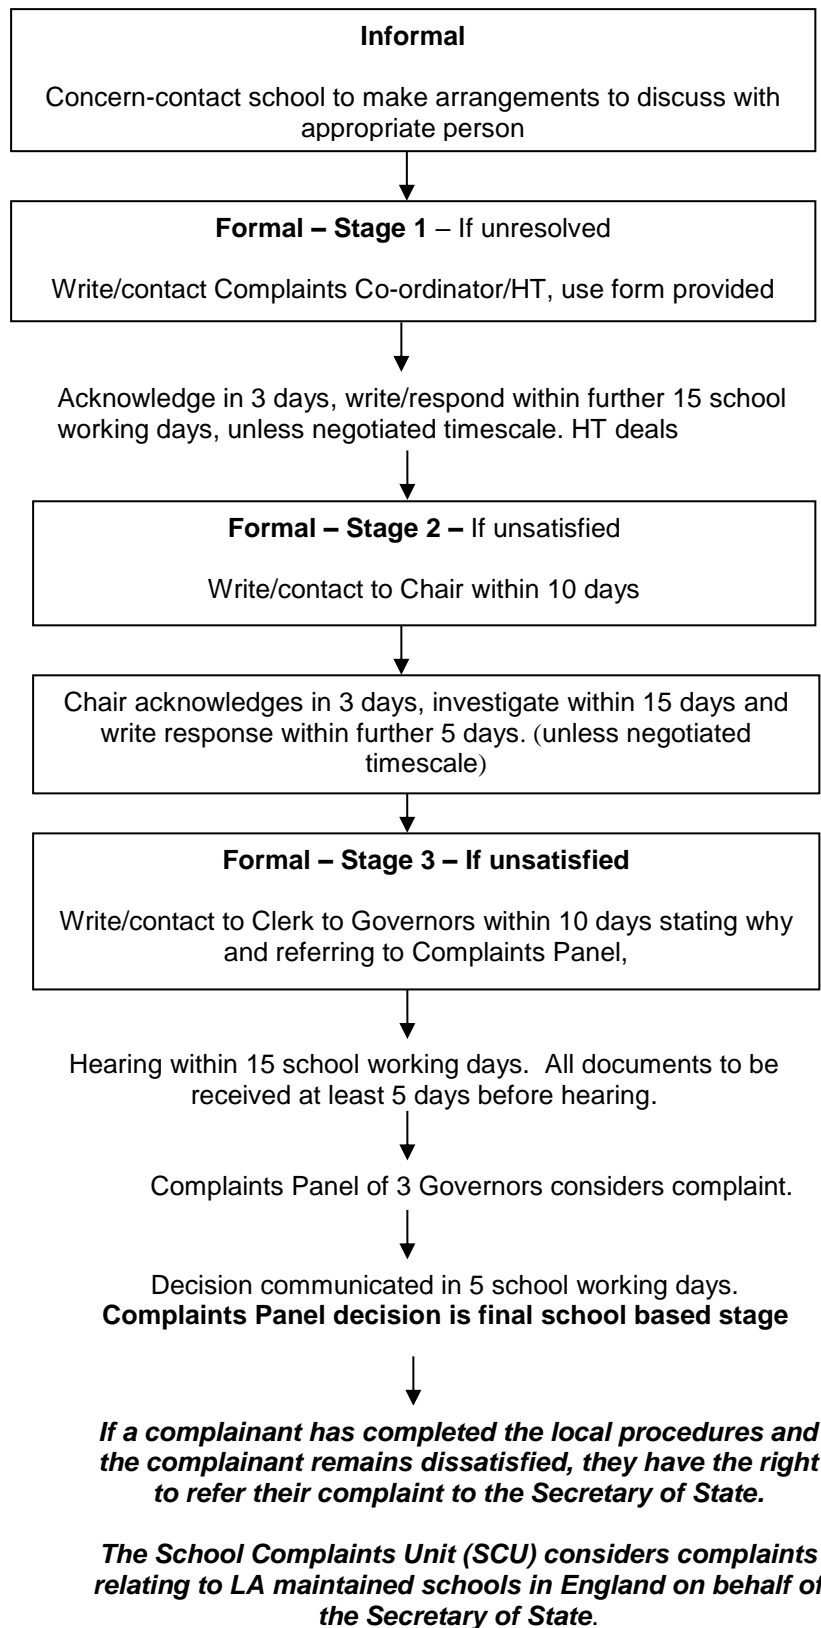 Informal
Concern-contact school to make arrangements to discuss with
appropriate person
Formal – Stage 1 – If unresolved
Write/contact Complaints Co-ordinator/HT, use form provided
Acknowledge in 3 days, write/respond within further 15 school
working days, unless negotiated timescale. HT deals
Formal – Stage 2 – If unsatisfied
Write/contact to Chair within 10 days
Chair acknowledges in 3 days, investigate within 15 days and
write response within further 5 days. (unless negotiated
timescale)
Formal – Stage 3 – If unsatisfied
Write/contact to Clerk to Governors within 10 days stating why
and referring to Complaints Panel,
Hearing within 15 school working days.  All documents to be
received at least 5 days before hearing.
Complaints Panel of 3 Governors considers complaint.
Decision communicated in 5 school working days.
Complaints Panel decision is final school based stage
If a complainant has completed the local procedures and
the complainant remains dissatisfied, they have the right
to refer their complaint to the Secretary of State.
The School Complaints Unit (SCU) considers complaints
relating to LA maintained schools in England on behalf of
the Secretary of State.